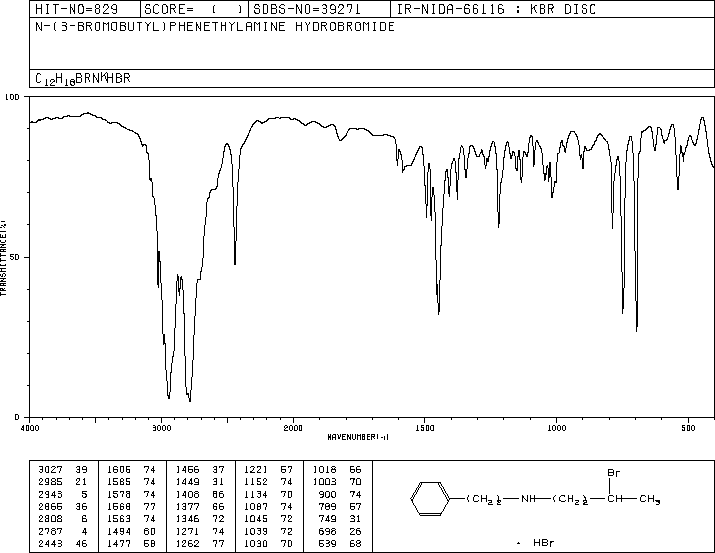 HIT-NO=829 SCORE= ( ) SDBS-NO=39271 IR-NIDA-66116 : KBR DISC
N-(3-BROMOBUTYL)PHENETHYLAMINE HYDROBROMIDE
C12H18BRN·HBR
100
50
0
TRANSMITTANCE(%)
4000 3000 2000 1500 1000 500
WAVENUMBER(-1)
3027 39 1605 74 1456 37 1221 57 1018 56
2985 21 1585 74 1449 31 1152 74 1003 70
2943 5 1578 74 1408 66 1134 70 900 74
2865 36 1568 77 1377 66 1087 74 789 57
2808 6 1563 74 1346 72 1045 72 749 31
2787 4 1494 60 1271 74 1039 72 698 26
2443 46 1477 58 1262 77 1030 70 539 68
Br
(CH2)2 NH (CH2)2 CH CH3
· HBr